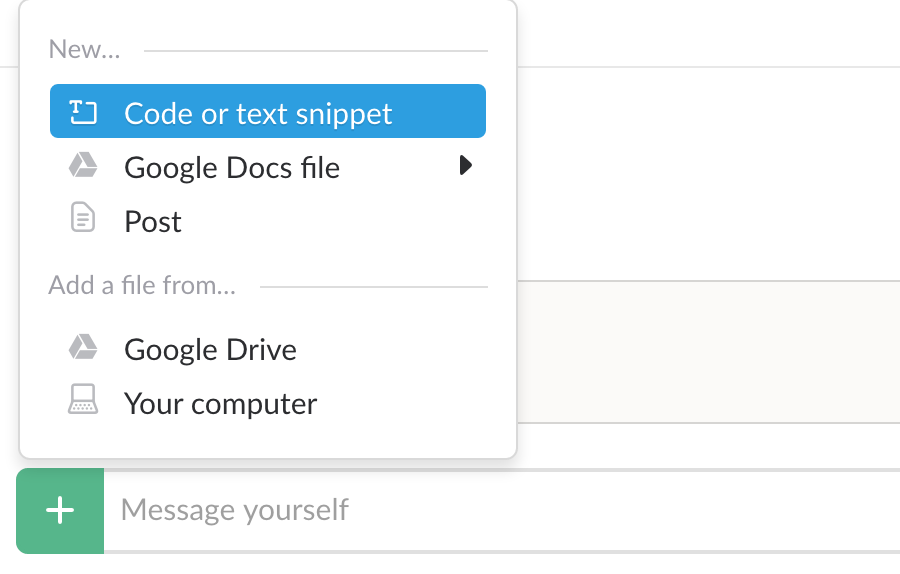 New...
Code or text snippet
Google Docs file
Post
Add a file from...
Google Drive
Your computer
Message yourself